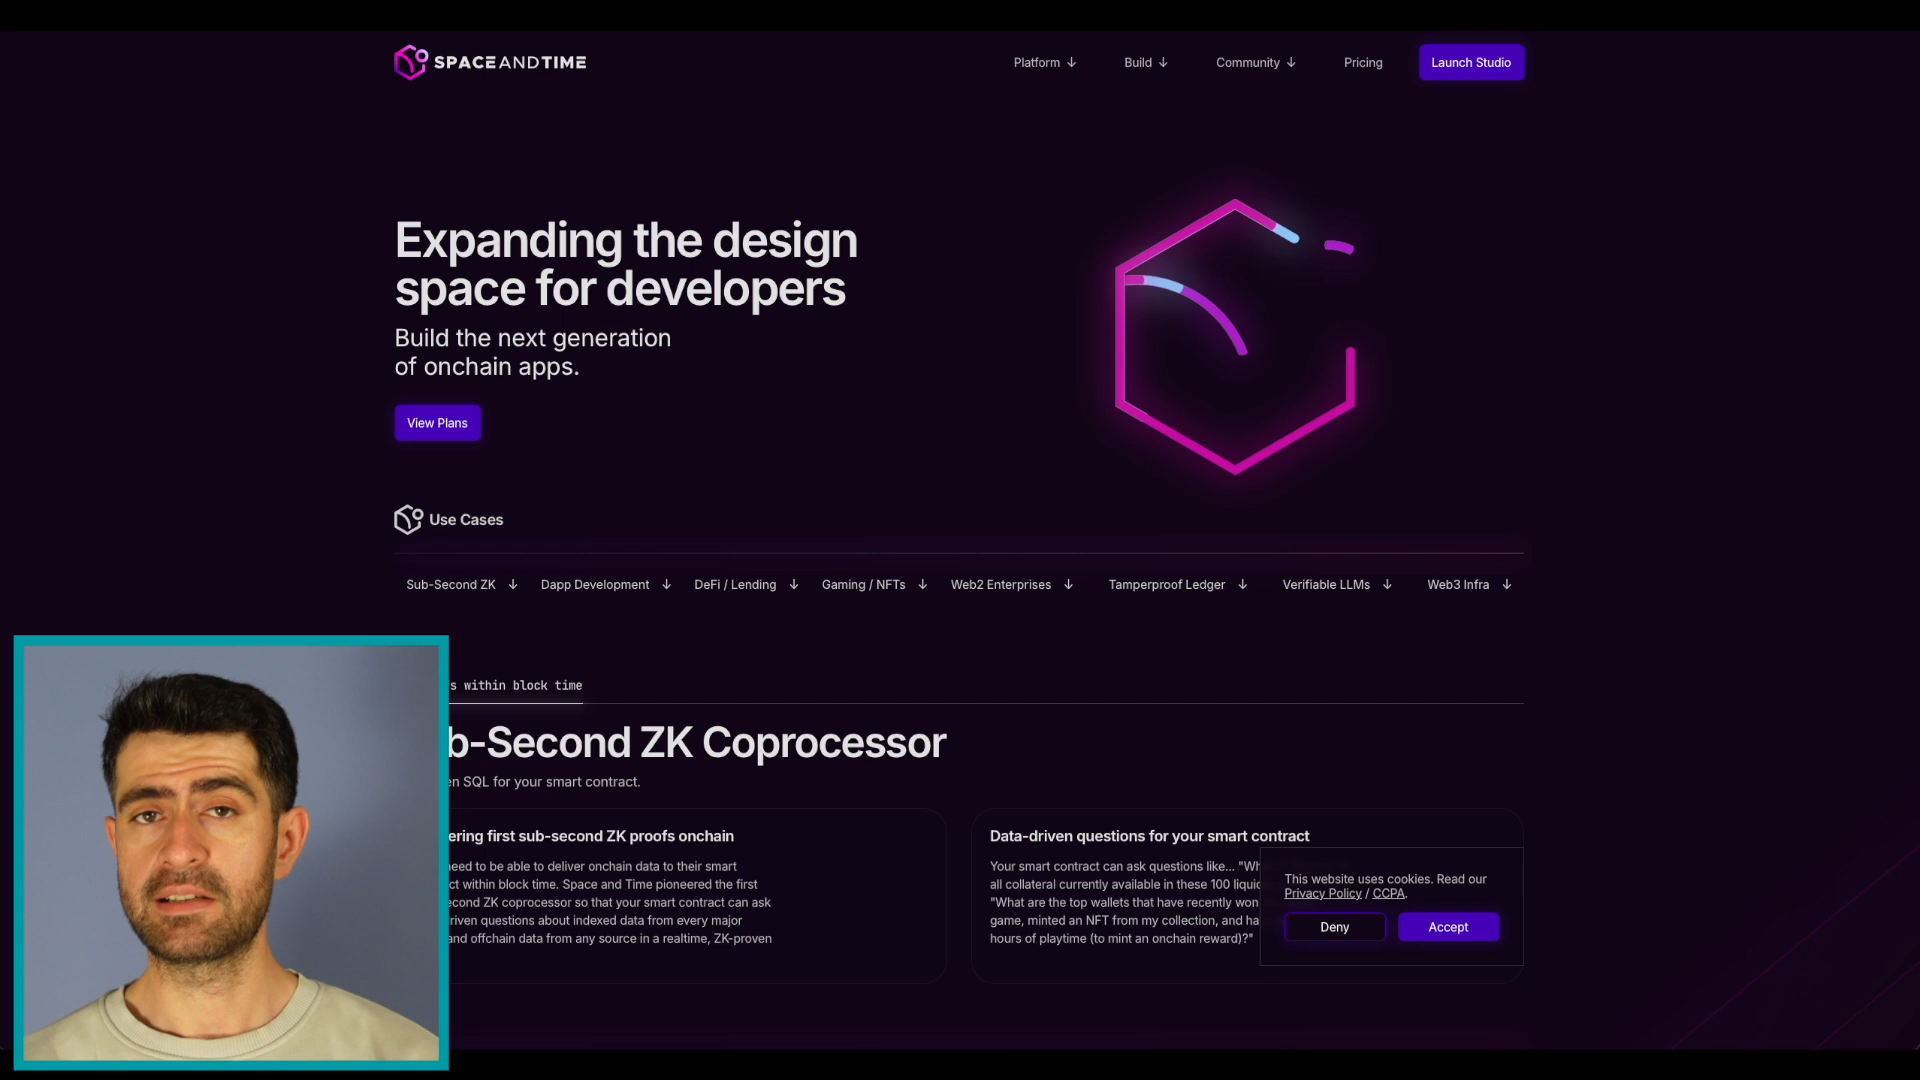 SPACEANDTIME
Platform
Build
Community
Pricing
Launch Studio
Expanding the design
space for developers
Build the next generation
of onchain apps.
View Plans
Use Cases
Sub-Second ZK
Dapp Development
DeFi / Lending
Gaming / NFTs
Web2 Enterprises
Tamperproof Ledger
Verifiable LLMs
Web3 Infra
within block time
-Second ZK Coprocessor
SQL for your smart contract.
first sub-second ZK proofs onchain
need to be able to deliver onchain data to their smart
within block time. Space and Time pioneered the first
ZK coprocessor so that your smart contract can ask
questions about indexed data from every major
and offchain data from any source in a realtime, ZK-proven
Data-driven questions for your smart contract
Your smart contract can ask questions like... "Wh
all collateral currently available in these 100 liquid
"What are the top wallets that have recently won
game, minted an NFT from my collection, and ha
hours of playtime (to mint an onchain reward)?"
This website uses cookies. Read our
Privacy Policy / CCPA.
Deny
Accept